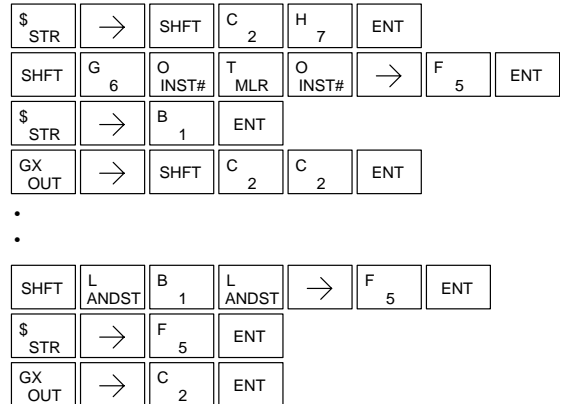 $ STR → SHFT C 2 H 7 ENT
SHFT G 6 O INST# T MLR O INST# → F 5 ENT
$ STR → B 1 ENT
GX OUT → SHFT C 2 C 2 ENT
•
•
SHFT L ANDST B 1 L ANDST → F 5 ENT
$ STR → F 5 ENT
GX OUT → C 2 ENT